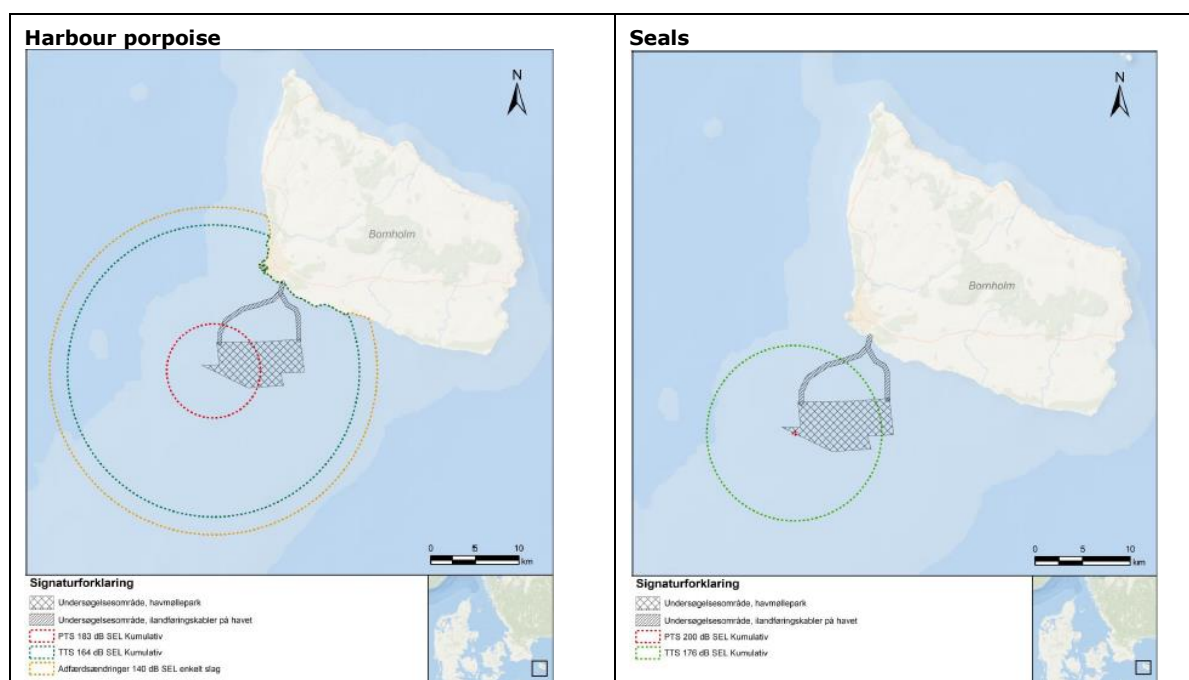 Harbour porpoise
N
Bornholm
0 5 10
km
Signaturforklaring
Undersøgelsesområde, havmøllepark
Undersøgelsesområde, ilandføringskabler på havet
PTS 183 dB SEL Kumulativ
TTS 164 dB SEL Kumulativ
Adfærdsændringer 140 dB SEL enkelt slag
Seals
N
Bornholm
0 5 10
km
Signaturforklaring
Undersøgelsesområde, havmøllepark
Undersøgelsesområde, ilandføringskabler på havet
PTS 200 dB SEL Kumulativ
TTS 176 dB SEL Kumulativ